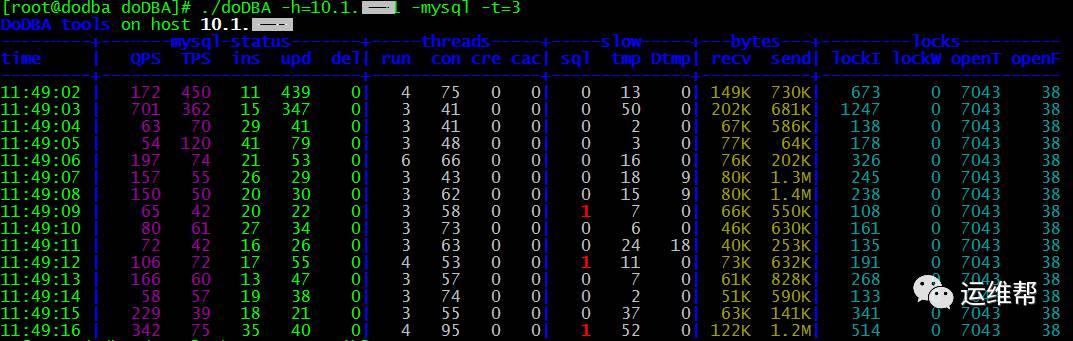 [root@dodba doDBA]# ./doDBA -h=10.1. -mysql -t=3
DoDBA tools on host 10.1.
--------+--------mysql-status--------+-----threads-----+-----slow-----+---bytes---+---------locks---------
time | QPS TPS ins upd del| run con cre cac| sql tmp Dtmp| recv send| lockI lockW openT openF
11:49:02| 172 450 11 439 0| 4 75 0 0| 0 13 0| 149K 730K| 673 0 7043 38
11:49:03| 701 362 15 347 0| 3 41 0 0| 0 50 0| 202K 681K| 1247 0 7043 38
11:49:04| 63 70 29 41 0| 3 41 0 0| 0 2 0| 67K 586K| 138 0 7043 38
11:49:05| 54 120 41 79 0| 3 48 0 0| 0 3 0| 77K 64K| 178 0 7043 38
11:49:06| 197 74 21 53 0| 6 66 0 0| 0 16 0| 76K 202K| 326 0 7043 38
11:49:07| 157 55 26 29 0| 3 44 0 0| 0 18 9| 80K 1.3M| 245 0 7043 38
11:49:08| 150 50 20 30 0| 3 62 0 0| 0 15 9| 80K 1.4M| 238 0 7043 38
11:49:09| 65 42 20 22 0| 3 58 0 0| 1 7 0| 66K 550K| 108 0 7043 38
11:49:10| 80 61 27 34 0| 3 73 0 0| 0 6 0| 46K 630K| 161 0 7043 38
11:49:11| 72 42 16 26 0| 3 63 0 0| 0 24 18| 40K 253K| 135 0 7043 38
11:49:12| 106 72 17 55 0| 4 53 0 0| 1 11 0| 73K 632K| 191 0 7043 38
11:49:13| 166 60 13 47 0| 3 57 0 0| 0 7 0| 61K 828K| 268 0 7043 38
11:49:14| 58 57 19 38 0| 3 74 0 0| 0 2 0| 51K 590K| 133 7043 38
11:49:15| 229 39 18 21 0| 3 55 0 0| 0 37 0| 63K 141K| 341 0 7043 38
11:49:16| 342 75 35 40 0| 4 95 0 0| 1 52 0| 122K 1.2M| 514 0 7043 38
运维帮